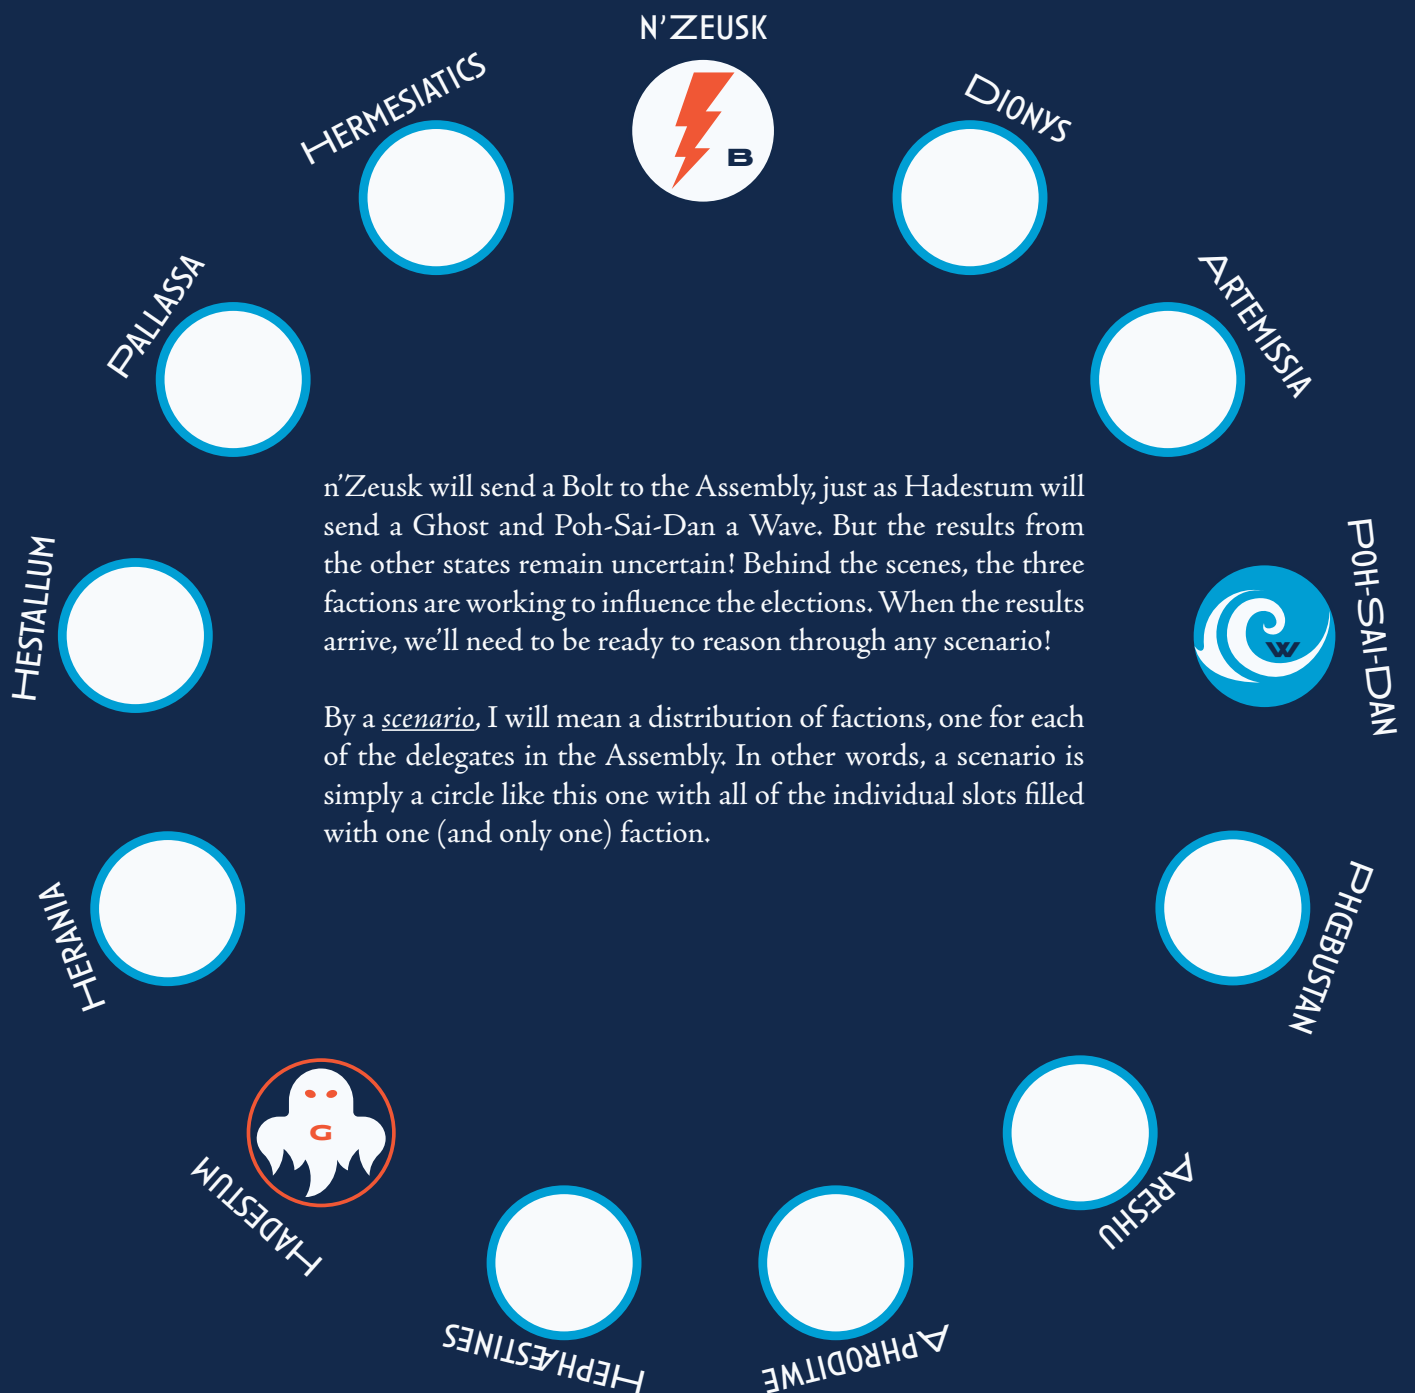 N’ZEUSK
B
DIONYS
ARTEMISSIA
POH-SAI-DAN
W
PHŒBUSTAN
ARESHU
APHRODITWE
HEPHÆSTINES
HADESTUM
G
HERANIA
HESTALLUM
PALLASSA
HERMESIATICS
n’Zeusk will send a Bolt to the Assembly, just as Hadestum will
send a Ghost and Poh-Sai-Dan a Wave. But the results from
the other states remain uncertain! Behind the scenes, the three
factions are working to influence the elections. When the results
arrive, we’ll need to be ready to reason through any scenario!
By a scenario, I will mean a distribution of factions, one for each
of the delegates in the Assembly. In other words, a scenario is
simply a circle like this one with all of the individual slots filled
with one (and only one) faction.